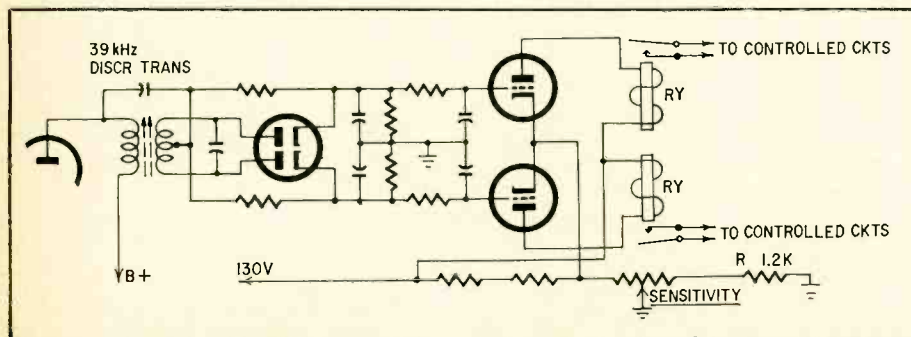 39 kHz
DISCR TRANS
TO CONTROLLED CKTS
RY
RY
TO CONTROLLED CKTS
B+
130V
R 1.2K
SENSITIVITY